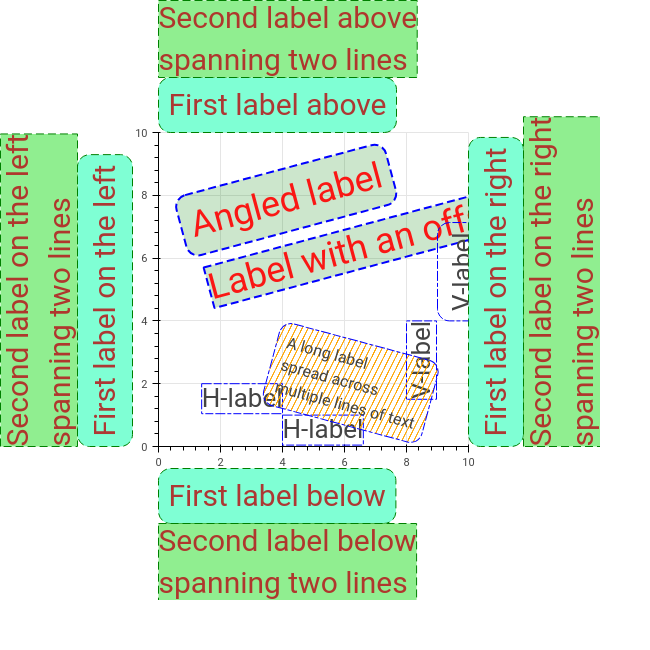 Second label above
spanning two lines
First label above
Second label on the left
spanning two lines
First label on the left
10
8
6
4
2
0
Angled label
Label with an off
V-label
V-label
A long label
spread across
multiple lines of text
H-label
H-label
0 2 4 6 8 10
First label on the right
Second label on the right
spanning two lines
First label below
Second label below
spanning two lines